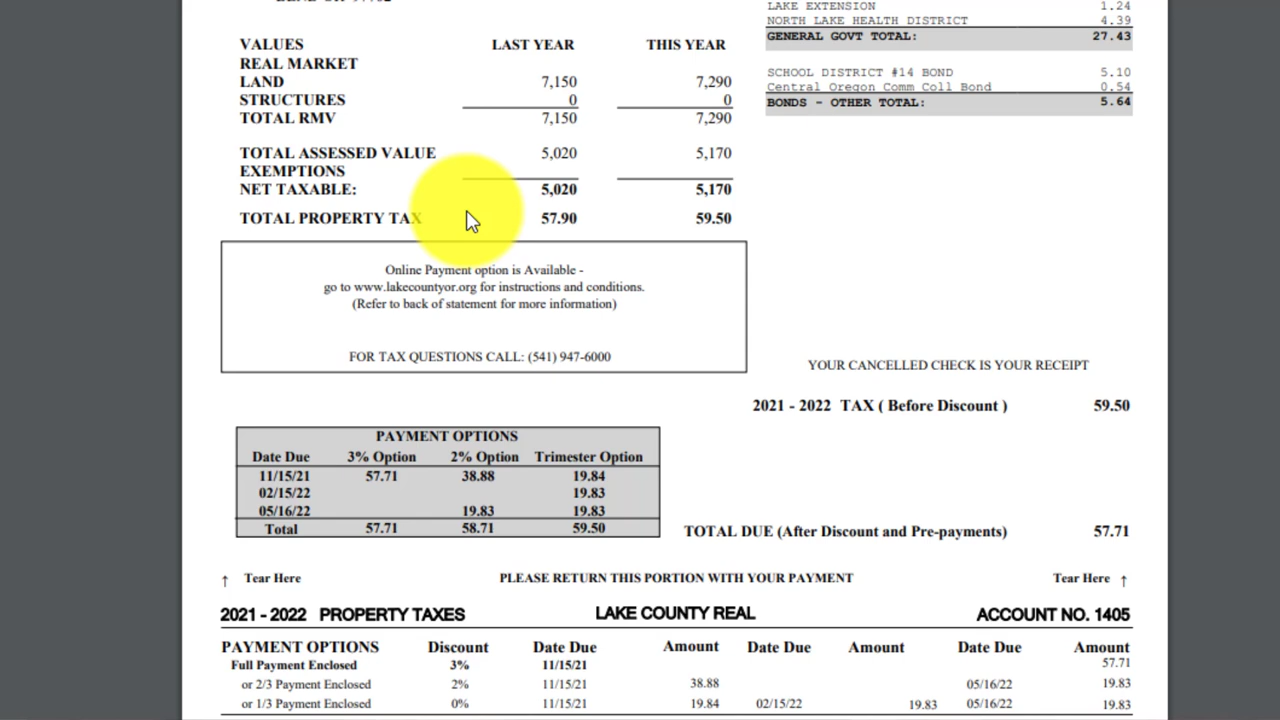 LAKE EXTENSION 1.24
NORTH LAKE HEALTH DISTRICT 4.39
GENERAL GOVT TOTAL: 27.43
SCHOOL DISTRICT #14 BOND 5.10
Central Oregon Comm Coll Bond 0.54
BONDS - OTHER TOTAL: 5.64
VALUES LAST YEAR THIS YEAR
REAL MARKET
LAND 7,150 7,290
STRUCTURES 0 0
TOTAL RMV 7,150 7,290
TOTAL ASSESSED VALUE 5,020 5,170
EXEMPTIONS
NET TAXABLE: 5,020 5,170
TOTAL PROPERTY TAX 57.90 59.50
Online Payment option is Available -
go to www.lakecountyor.org for instructions and conditions.
(Refer to back of statement for more information)
FOR TAX QUESTIONS CALL: (541) 947-6000
YOUR CANCELLED CHECK IS YOUR RECEIPT
2021 - 2022 TAX ( Before Discount ) 59.50
PAYMENT OPTIONS
Date Due 3% Option 2% Option Trimester Option
11/15/21 57.71 38.88 19.84
02/15/22 19.83
05/16/22 19.83 19.83
Total 57.71 58.71 59.50
TOTAL DUE (After Discount and Pre-payments) 57.71
↑ Tear Here PLEASE RETURN THIS PORTION WITH YOUR PAYMENT Tear Here ↑
2021 - 2022 PROPERTY TAXES LAKE COUNTY REAL ACCOUNT NO. 1405
PAYMENT OPTIONS Discount Date Due Amount Date Due Amount Date Due Amount
Full Payment Enclosed 3% 11/15/21 57.71
or 2/3 Payment Enclosed 2% 11/15/21 38.88 05/16/22 19.83
or 1/3 Payment Enclosed 0% 11/15/21 19.84 02/15/22 19.83 05/16/22 19.83